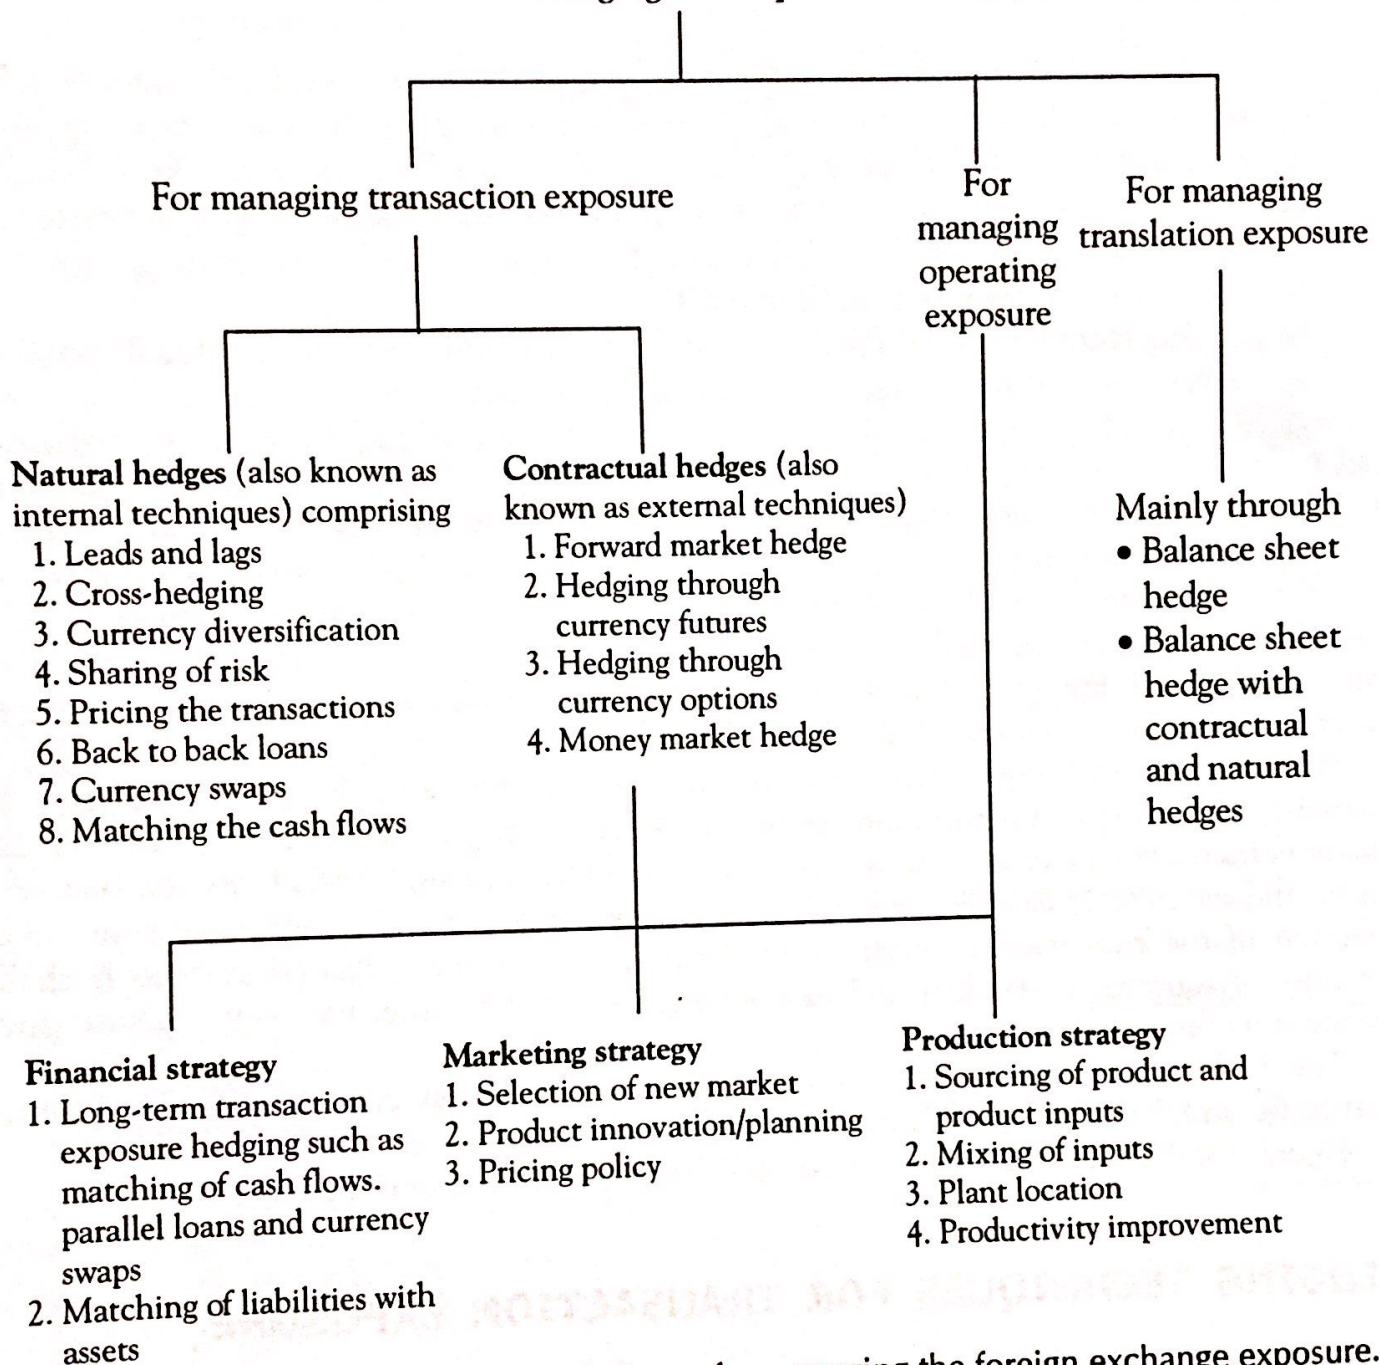 For managing transaction exposure
For
managing
operating
exposure
For managing
translation exposure
Natural hedges (also known as
internal techniques) comprising
1. Leads and lags
2. Cross-hedging
3. Currency diversification
4. Sharing of risk
5. Pricing the transactions
6. Back to back loans
7. Currency swaps
8. Matching the cash flows
Contractual hedges (also
known as external techniques)
1. Forward market hedge
2. Hedging through
currency futures
3. Hedging through
currency options
4. Money market hedge
Mainly through
• Balance sheet
hedge
• Balance sheet
hedge with
contractual
and natural
hedges
Financial strategy
1. Long-term transaction
exposure hedging such as
matching of cash flows.
parallel loans and currency
swaps
2. Matching of liabilities with
assets
Marketing strategy
1. Selection of new market
2. Product innovation/planning
3. Pricing policy
Production strategy
1. Sourcing of product and
product inputs
2. Mixing of inputs
3. Plant location
4. Productivity improvement
the foreign exchange exposure.